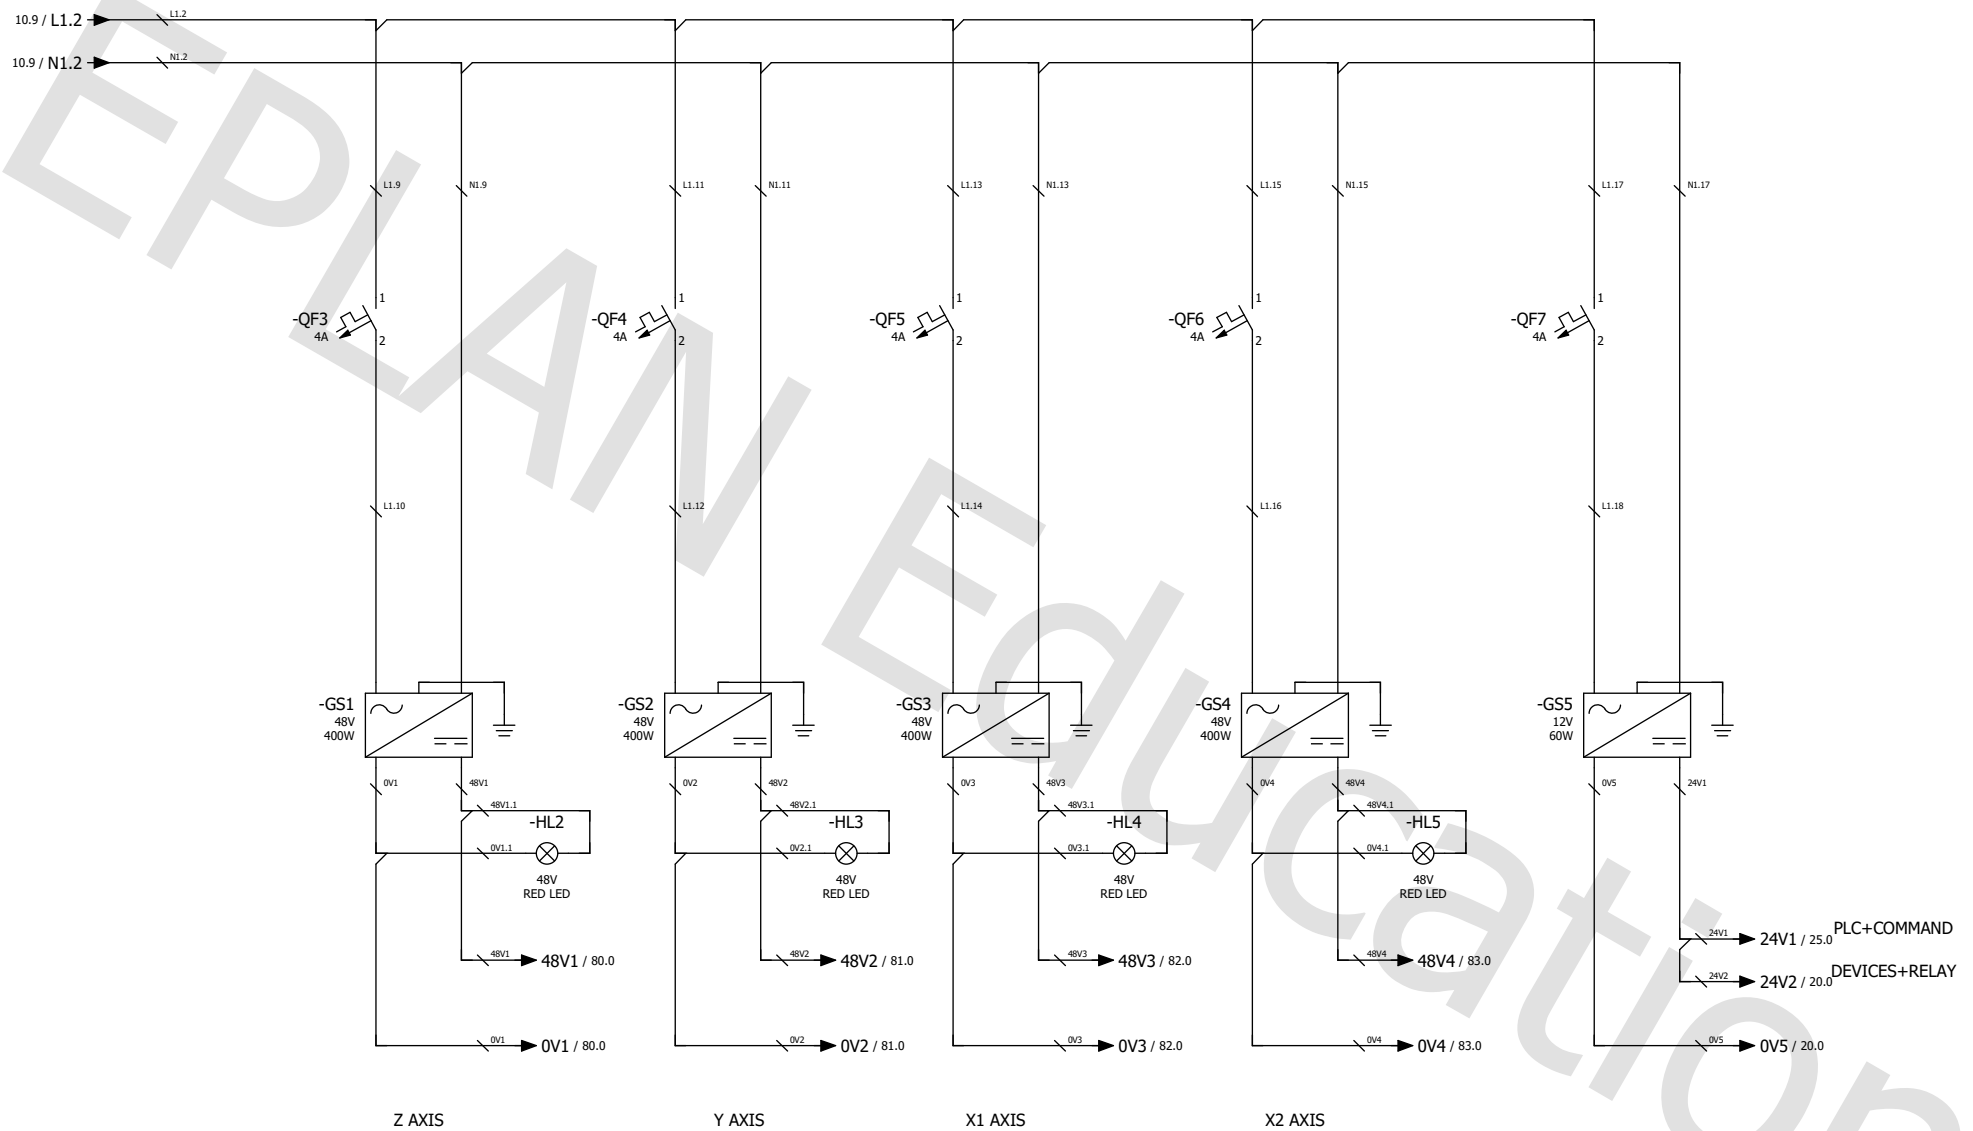 10.9 / L1.2
L1.2
10.9 / N1.2
N1.2
L1.9
N1.9
L1.11
N1.11
L1.13
N1.13
L1.15
N1.15
L1.17
N1.17
-QF3
4A
1
2
-QF4
4A
1
2
-QF5
4A
1
2
-QF6
4A
1
2
-QF7
4A
1
2
L1.10
L1.12
L1.14
L1.16
L1.18
-GS1
48V
400W
-GS2
48V
400W
-GS3
48V
400W
-GS4
48V
400W
-GS5
12V
60W
0V1
48V1
0V2
48V2
0V3
48V3
0V4
48V4
0V5
24V1
48V1.1
-HL2
0V1.1
48V
RED LED
48V2.1
-HL3
0V2.1
48V
RED LED
48V3.1
-HL4
0V3.1
48V
RED LED
48V4.1
-HL5
0V4.1
48V
RED LED
24V1
24V1 / 25.0
PLC+COMMAND
48V1
48V1 / 80.0
48V2
48V2 / 81.0
48V3
48V3 / 82.0
48V4
48V4 / 83.0
24V2
24V2 / 20.0
DEVICES+RELAY
0V1
0V1 / 80.0
0V2
0V2 / 81.0
0V3
0V3 / 82.0
0V4
0V4 / 83.0
0V5
0V5 / 20.0
Z AXIS
Y AXIS
X1 AXIS
X2 AXIS
EPLAN Education